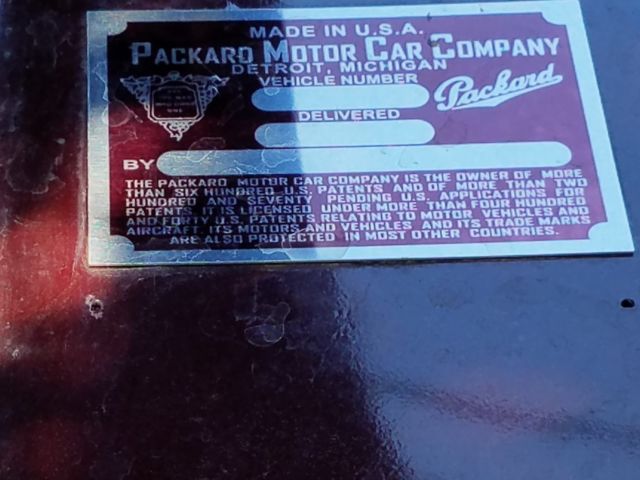 MADE IN U.S.A.
PACKARD MOTOR CAR COMPANY
DETROIT, MICHIGAN
VEHICLE NUMBER
Packard
DELIVERED
BY
THE PACKARD MOTOR CAR COMPANY IS THE OWNER OF MORE
THAN SIX HUNDRED U.S. PATENTS AND OF MORE THAN TWO
HUNDRED AND SEVENTY PENDING U.S. APPLICATIONS FOR
PATENTS. IT IS LICENSED UNDER MORE THAN FOUR HUNDRED
AND FORTY U.S. PATENTS RELATING TO MOTOR VEHICLES AND
AIRCRAFT. ITS MOTORS AND VEHICLES AND ITS TRADE MARKS
ARE ALSO PROTECTED IN MOST OTHER COUNTRIES.